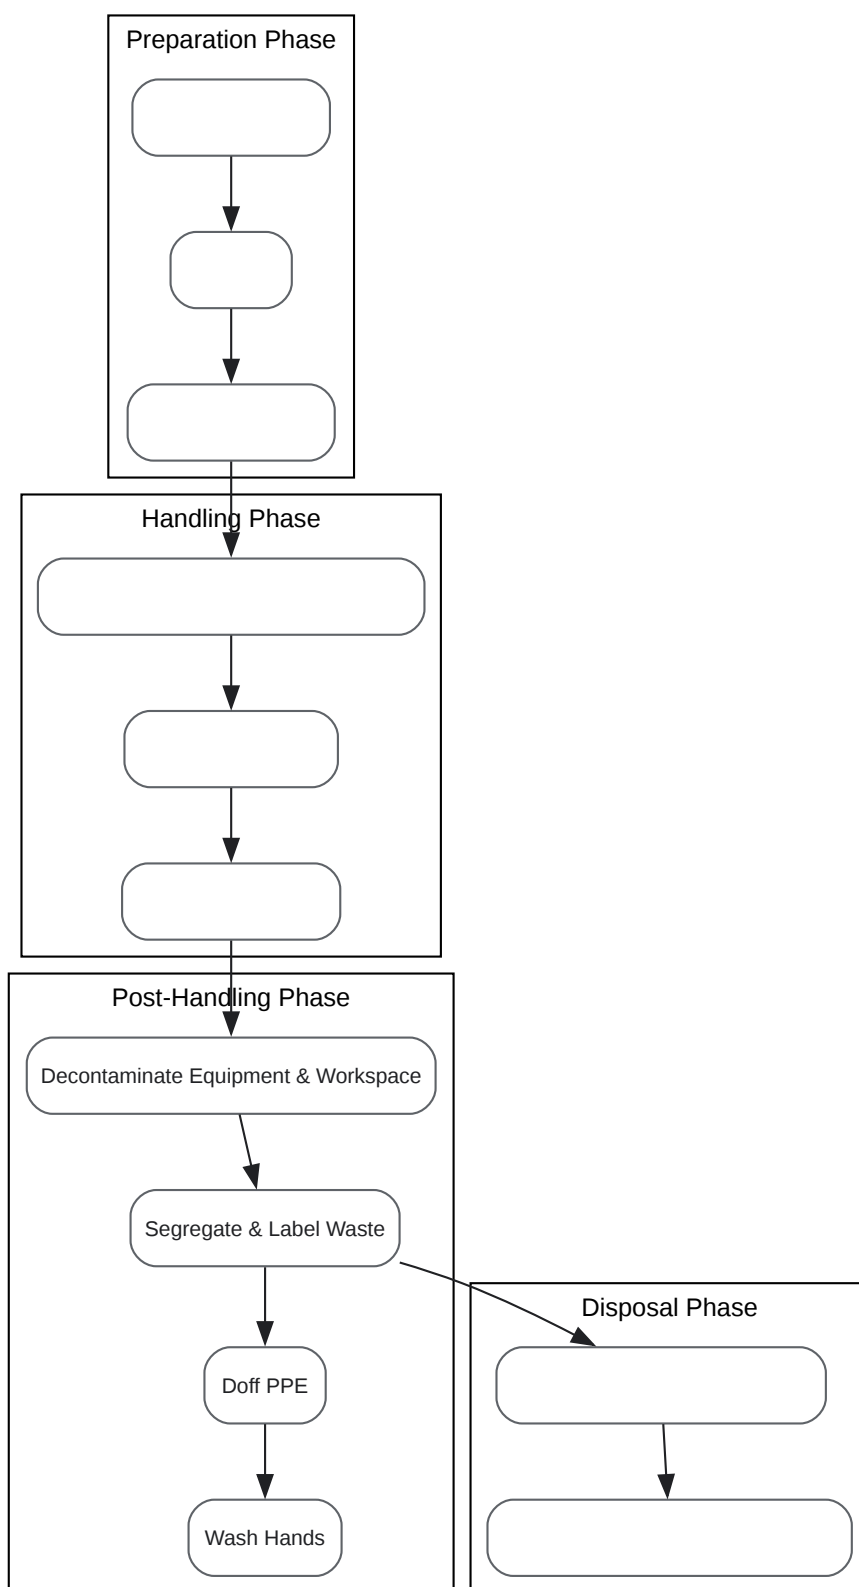 Preparation Phase
Handling Phase
Post-Handling Phase
Decontaminate Equipment & Workspace
Segregate & Label Waste
Disposal Phase
Doff PPE
Wash Hands